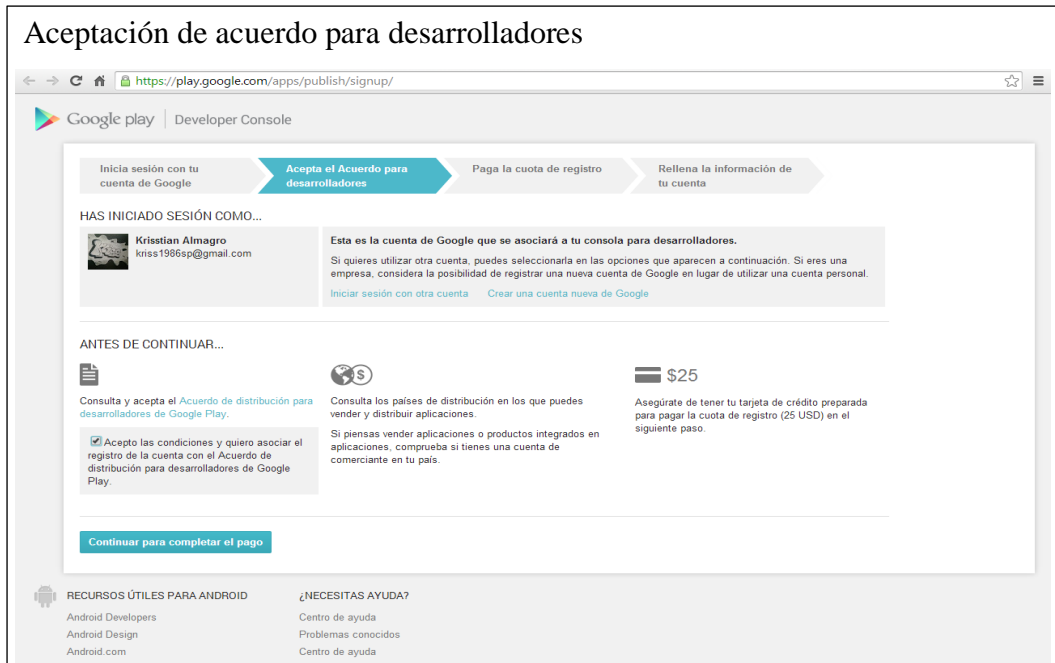 Aceptación de acuerdo para desarrolladores
https://play.google.com/apps/publish/signup/
Google play | Developer Console
Inicia sesión con tu
cuenta de Google
Acepta el Acuerdo para
desarrolladores
Paga la cuota de registro
Rellena la información de
tu cuenta
HAS INICIADO SESIÓN COMO...
Krisstian Almagro
kriss1986sp@gmail.com
Esta es la cuenta de Google que se asociará a tu consola para desarrolladores.
Si quieres utilizar otra cuenta, puedes seleccionarla en las opciones que aparecen a continuación. Si eres una
empresa, considera la posibilidad de registrar una nueva cuenta de Google en lugar de utilizar una cuenta personal.
Iniciar sesión con otra cuenta Crear una cuenta nueva de Google
ANTES DE CONTINUAR...
Consulta y acepta el Acuerdo de distribución para
desarrolladores de Google Play.
Acepto las condiciones y quiero asociar el
registro de la cuenta con el Acuerdo de
distribución para desarrolladores de Google
Play.
$
Consulta los países de distribución en los que puedes
vender y distribuir aplicaciones.
Si piensas vender aplicaciones o productos integrados en
aplicaciones, comprueba si tienes una cuenta de
comerciante en tu país.
$25
Asegúrate de tener tu tarjeta de crédito preparada
para pagar la cuota de registro (25 USD) en el
siguiente paso.
Continuar para completar el pago
RECURSOS ÚTILES PARA ANDROID
Android Developers
Android Design
Android.com
¿NECESITAS AYUDA?
Centro de ayuda
Problemas conocidos
Centro de ayuda